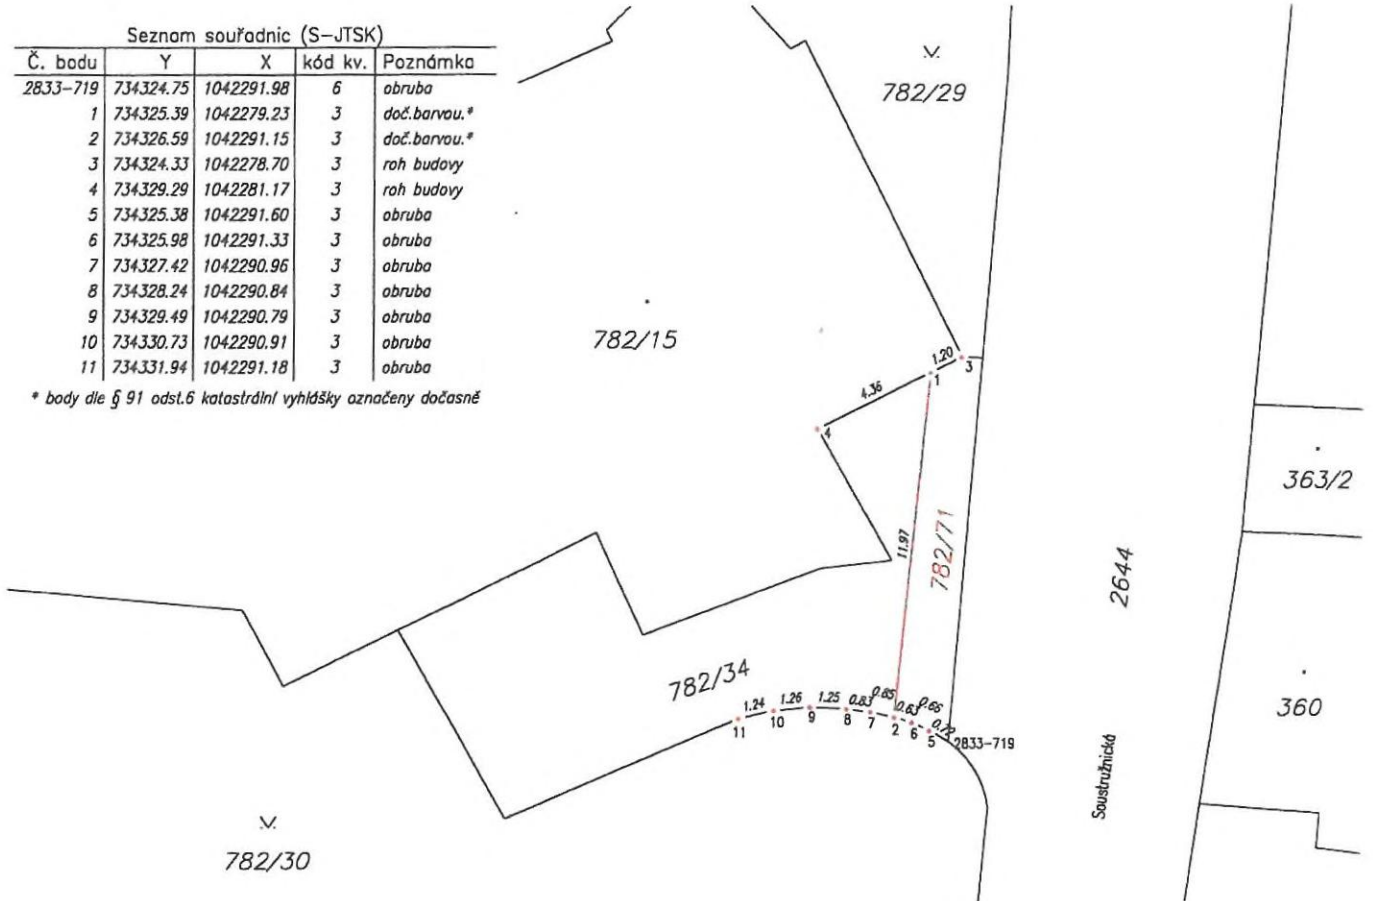 Seznam souřadnic (S-JTSK)
Č. bodu Y X kód kv. Poznámka
2833-719 734324.75 1042291.98 6 obruba
1 734325.39 1042279.23 3 doč.barvou.*
2 734326.59 1042291.15 3 doč.barvou.*
3 734324.33 1042278.70 3 roh budovy
4 734329.29 1042281.17 3 roh budovy
5 734325.38 1042291.60 3 obruba
6 734325.98 1042291.33 3 obruba
7 734327.42 1042290.96 3 obruba
8 734328.24 1042290.84 3 obruba
9 734329.49 1042290.79 3 obruba
10 734330.73 1042290.91 3 obruba
11 734331.94 1042291.18 3 obruba
* body dle § 91 odst.6 katastrální vyhlášky označeny dočasně
782/29
782/15
1.20
3
1
4.36
4
363/2
11.97
782/71
2644
782/34
360
1.24 1.26 1.25 0.83 0.85 0.63 0.66 0.72
11 10 9 8 7 2 6 5 2833-719
Soustružnická
782/30